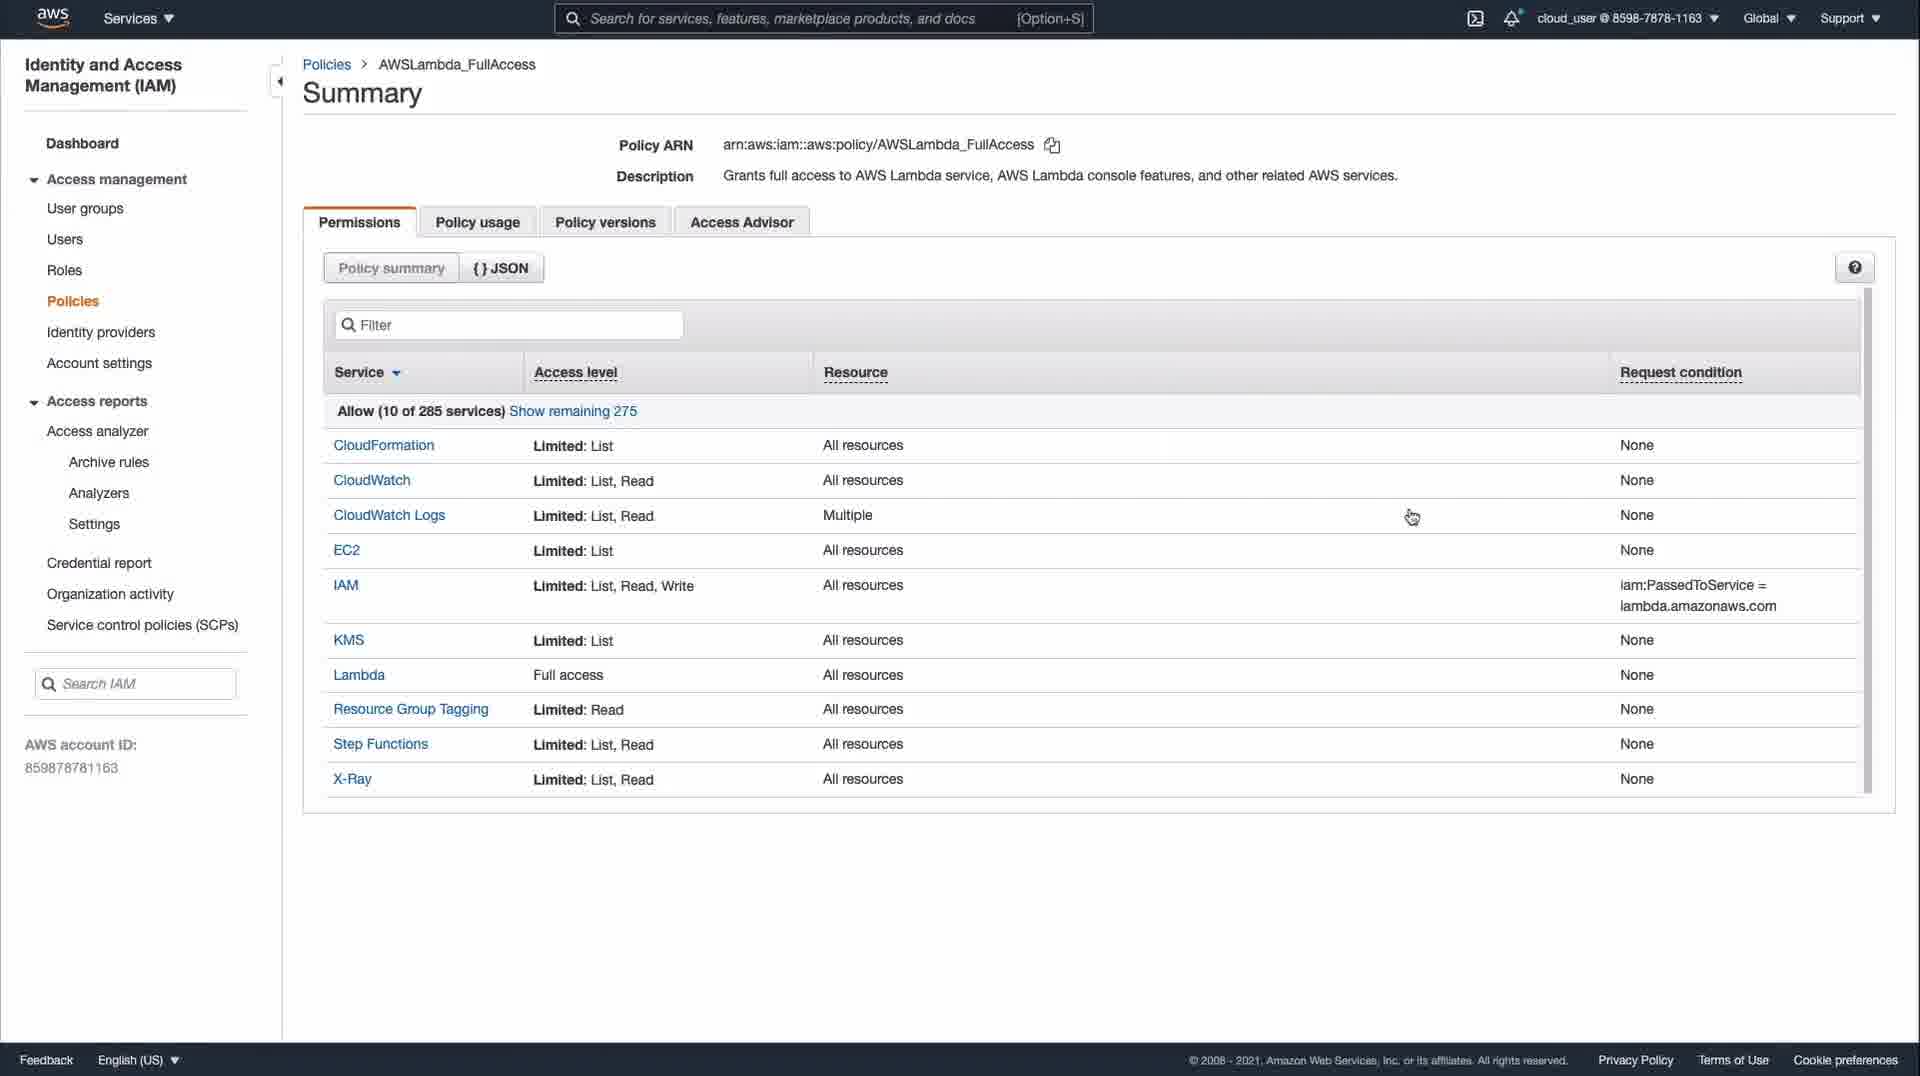 aws Services Search for services, features, marketplace products, and docs [Option+S] cloud_user @ 8598-7878-1163 Global Support
Identity and Access
Management (IAM)
Dashboard
Access management
User groups
Users
Roles
Policies
Identity providers
Account settings
Access reports
Access analyzer
Archive rules
Analyzers
Settings
Credential report
Organization activity
Service control policies (SCPs)
Search IAM
AWS account ID:
859878781163
Policies > AWSLambda_FullAccess
Summary
Policy ARN arn:aws:iam::aws:policy/AWSLambda_FullAccess
Description Grants full access to AWS Lambda service, AWS Lambda console features, and other related AWS services.
Permissions Policy usage Policy versions Access Advisor
Policy summary { } JSON ?
Filter
Service Access level Resource Request condition
Allow (10 of 285 services) Show remaining 275
CloudFormation Limited: List All resources None
CloudWatch Limited: List, Read All resources None
CloudWatch Logs Limited: List, Read Multiple None
EC2 Limited: List All resources None
IAM Limited: List, Read, Write All resources iam:PassedToService =
lambda.amazonaws.com
KMS Limited: List All resources None
Lambda Full access All resources None
Resource Group Tagging Limited: Read All resources None
Step Functions Limited: List, Read All resources None
X-Ray Limited: List, Read All resources None
Feedback English (US) © 2008 - 2021, Amazon Web Services, Inc. or its affiliates. All rights reserved. Privacy Policy Terms of Use Cookie preferences